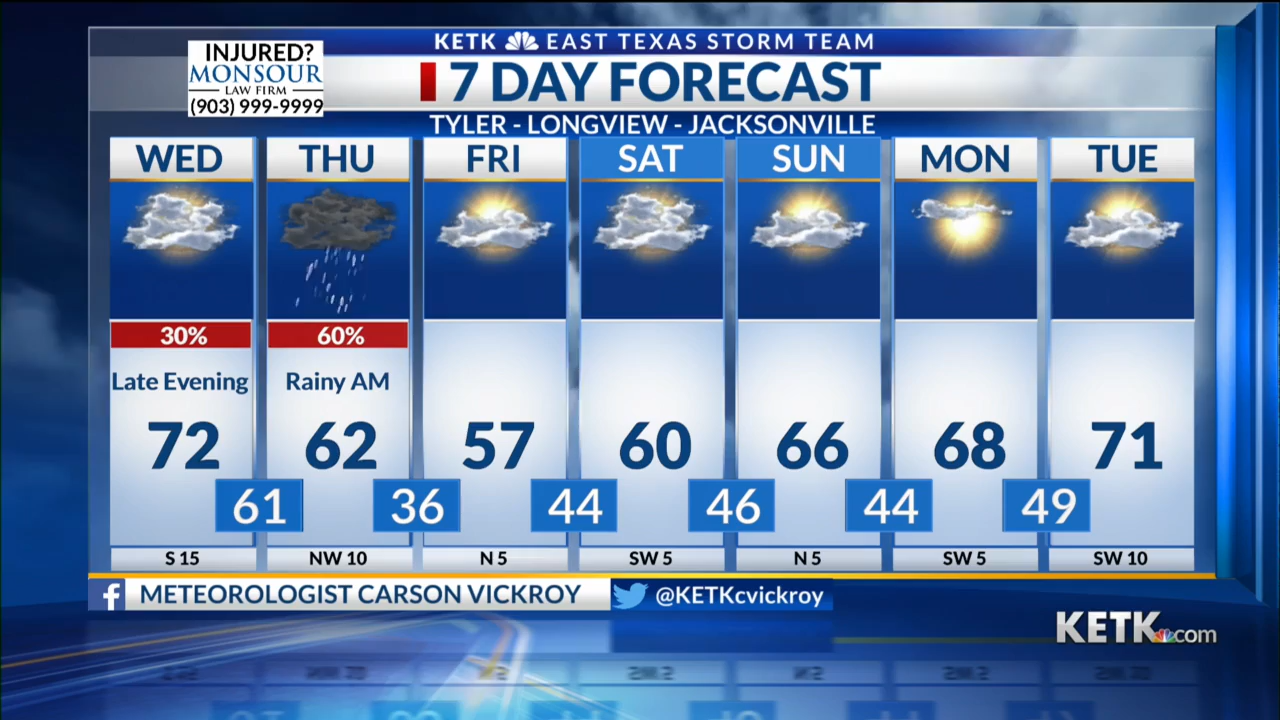 KETK EAST TEXAS STORM TEAM
INJURED?
MONSOUR
LAW FIRM
(903) 999-9999
7 DAY FORECAST
TYLER - LONGVIEW - JACKSONVILLE
WED THU FRI SAT SUN MON TUE
30% 60%
Late Evening Rainy AM
72 62 57 60 66 68 71
61 36 44 46 44 49
S 15 NW 10 N 5 SW 5 N 5 SW 5 SW 10
f METEOROLOGIST CARSON VICKROY @KETKcvickroy
KETK.com